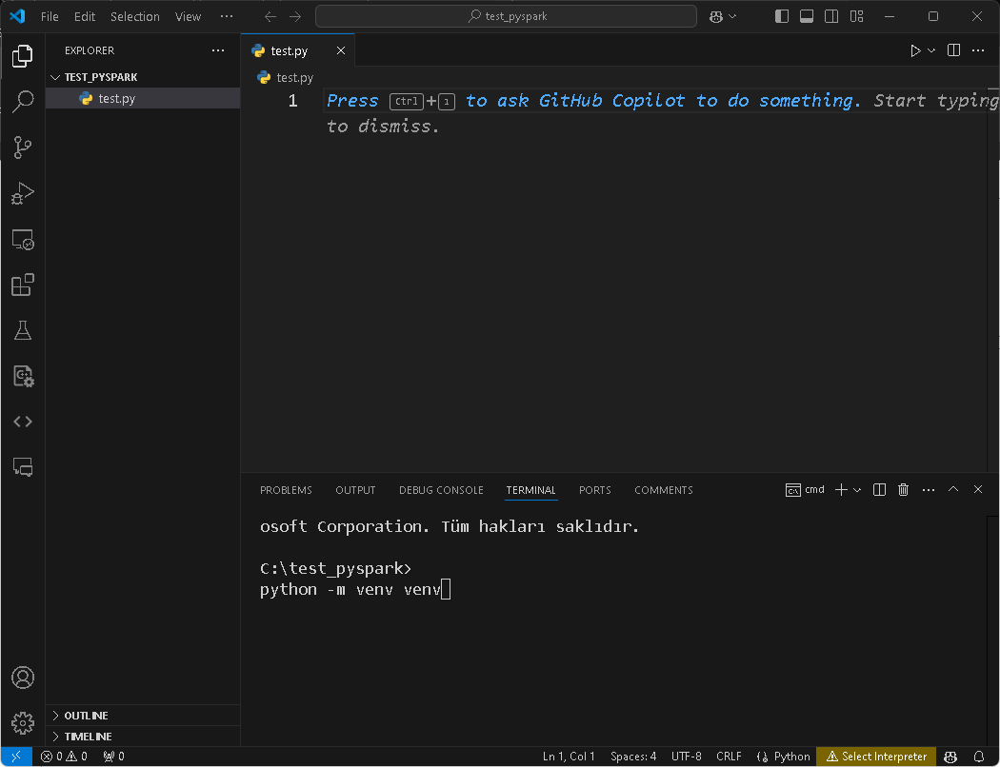 File Edit Selection View ··· test_pyspark
EXPLORER ···
TEST_PYSPARK
test.py
OUTLINE
TIMELINE
test.py
test.py
1 Press Ctrl+ı to ask GitHub Copilot to do something. Start typing
to dismiss.
PROBLEMS OUTPUT DEBUG CONSOLE TERMINAL PORTS COMMENTS cmd
osoft Corporation. Tüm hakları saklıdır.
C:\test_pyspark>
python -m venv venv
0 0 0 Ln 1, Col 1 Spaces: 4 UTF-8 CRLF Python Select Interpreter